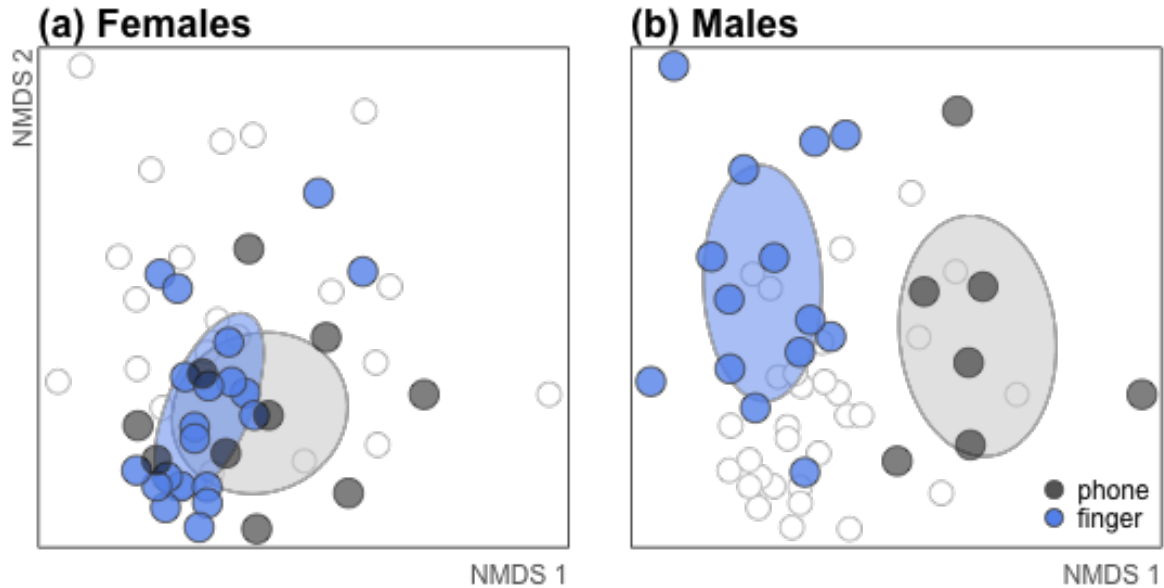 (a) Females
NMDS 2
NMDS 1
(b) Males
phone
finger
NMDS 1